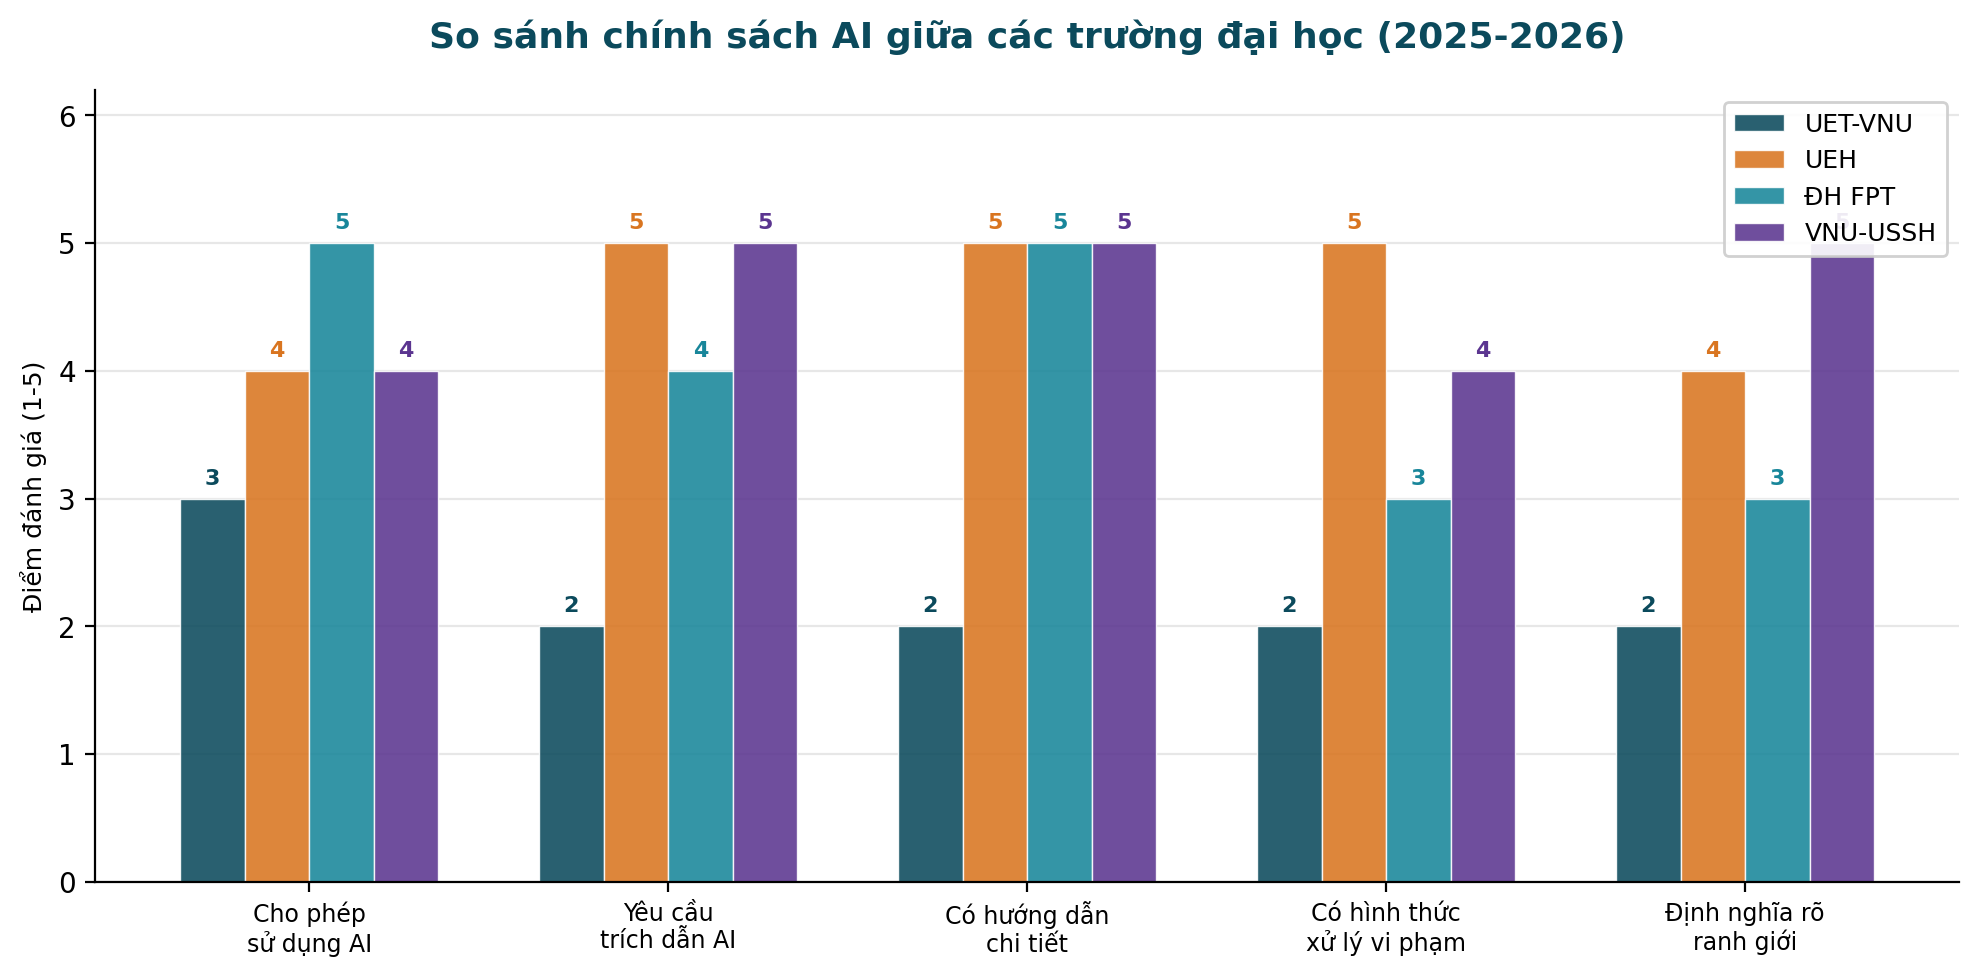 So sánh chính sách AI giữa các trường đại học (2025-2026)
Điểm đánh giá (1-5)
6
5
4
3
2
1
0
UET-VNU
UEH
ĐH FPT
VNU-USSH
3
4
5
4
2
5
4
5
2
5
5
5
2
5
3
4
2
4
3
5
Cho phép
sử dụng AI
Yêu cầu
trích dẫn AI
Có hướng dẫn
chi tiết
Có hình thức
xử lý vi phạm
Định nghĩa rõ
ranh giới